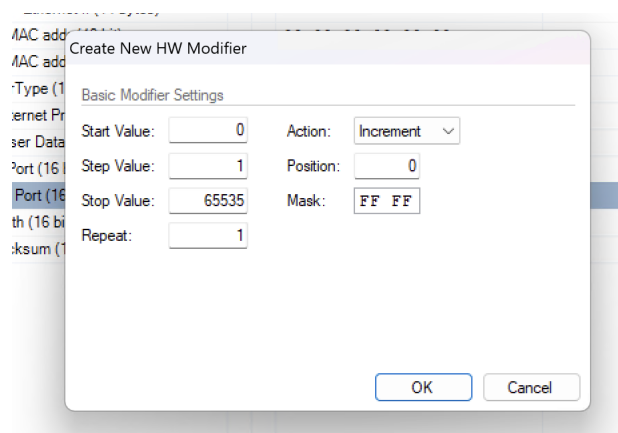 MAC add
Create New HW Modifier
MAC add
Type (1
Basic Modifier Settings
ternet Pr
Start Value: 0 Action: Increment
ser Data
Port (16
Step Value: 1 Position: 0
Port (16
Stop Value: 65535 Mask: FF FF
th (16 bi
Repeat: 1
cksum (1
OK Cancel